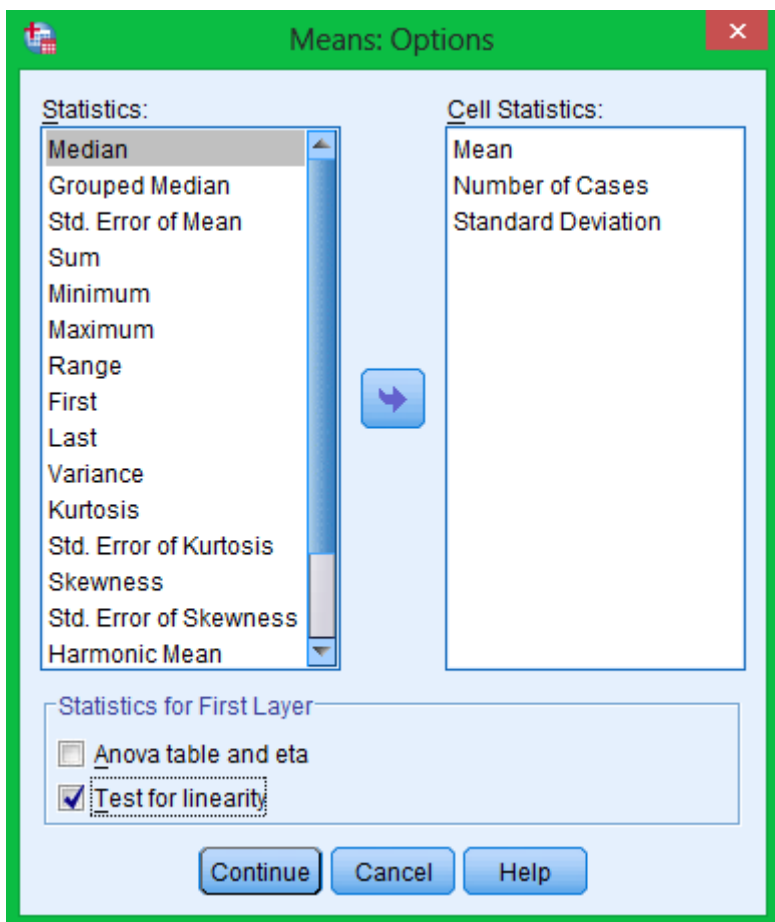 Means: Options
Statistics:
Median
Grouped Median
Std. Error of Mean
Sum
Minimum
Maximum
Range
First
Last
Variance
Kurtosis
Std. Error of Kurtosis
Skewness
Std. Error of Skewness
Harmonic Mean
Cell Statistics:
Mean
Number of Cases
Standard Deviation
Statistics for First Layer
Anova table and eta
Test for linearity
Continue Cancel Help